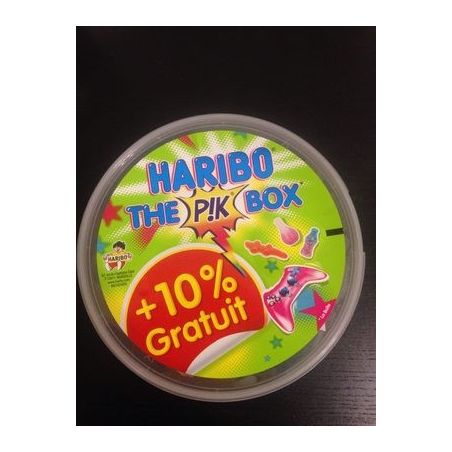 HARIBO
THE P!K BOX
HARIBO
+10%
Gratuit